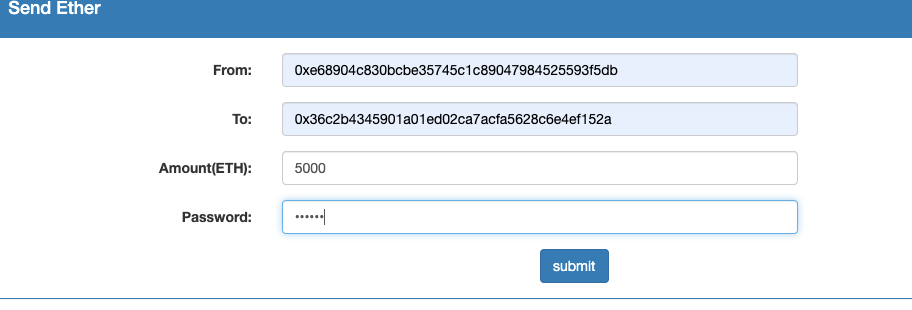 Send Ether
From: 0xe68904c830bcbe35745c1c89047984525593f5db
To: 0x36c2b4345901a01ed02ca7acfa5628c6e4ef152a
Amount(ETH): 5000
Password: ••••••
submit